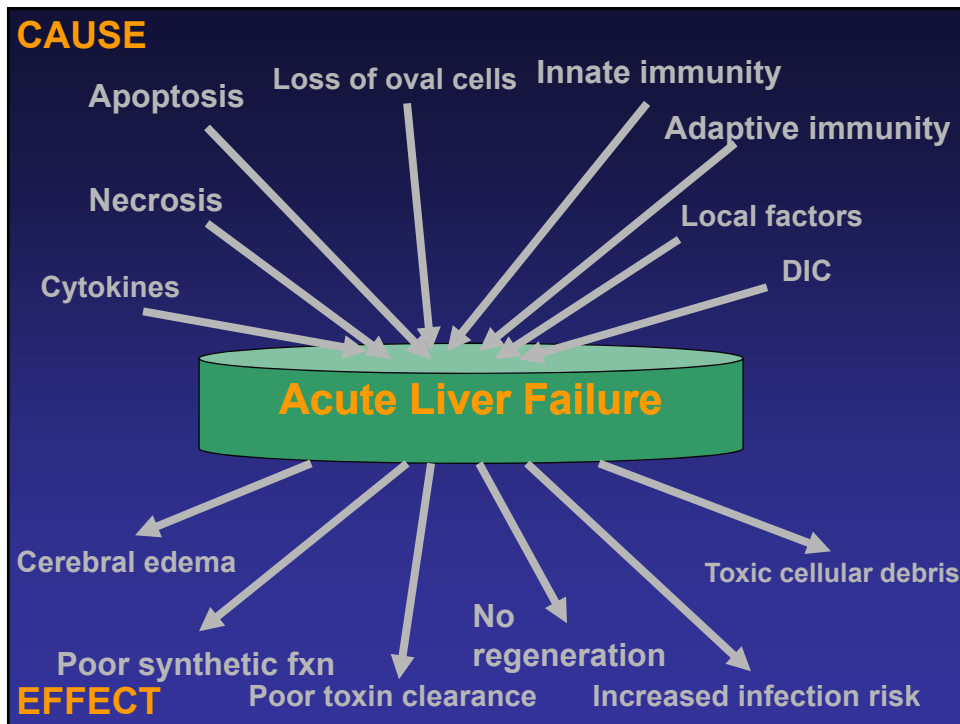 CAUSE
Apoptosis
Loss of oval cells
Innate immunity
Adaptive immunity
Necrosis
Local factors
Cytokines
DIC
Acute Liver Failure
Cerebral edema
Toxic cellular debris
No
regeneration
Poor synthetic fxn
Poor toxin clearance
Increased infection risk
EFFECT